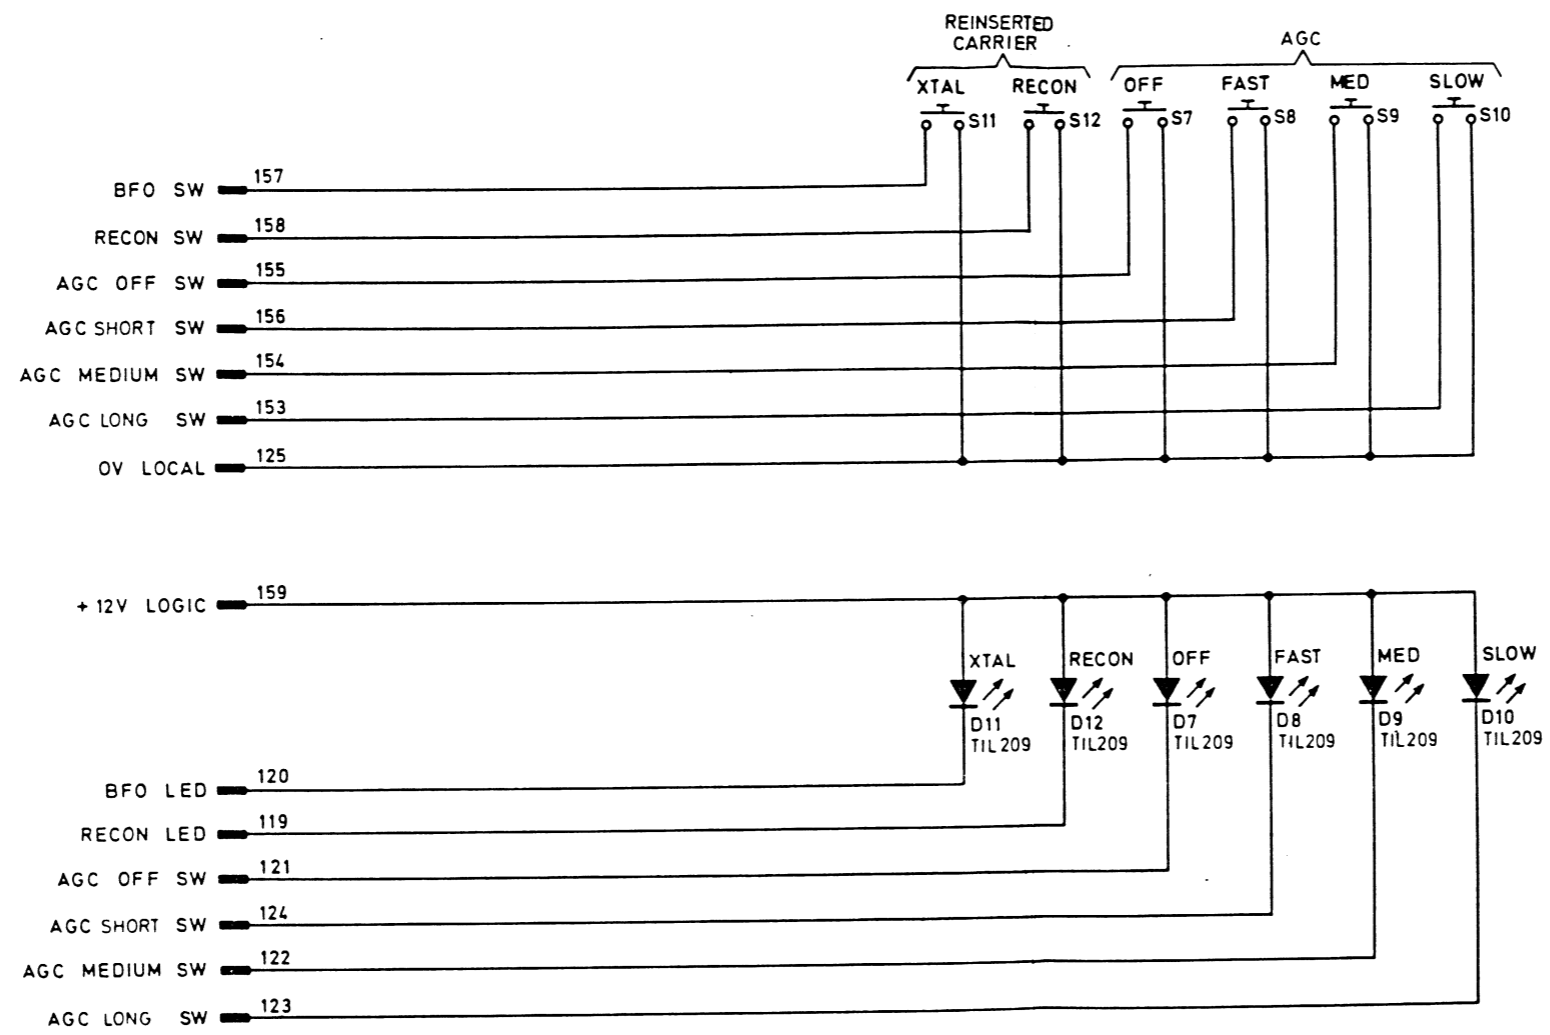 REINSERTED
CARRIER
AGC
XTAL RECON OFF FAST MED SLOW
S11 S12 S7 S8 S9 S10
BFO SW 157
RECON SW 158
AGC OFF SW 155
AGC SHORT SW 156
AGC MEDIUM SW 154
AGC LONG SW 153
0V LOCAL 125
+12V LOGIC 159
XTAL RECON OFF FAST MED SLOW
D11 D12 D7 D8 D9 D10
TIL209 TIL209 TIL209 TIL209 TIL209 TIL209
BFO LED 120
RECON LED 119
AGC OFF SW 121
AGC SHORT SW 124
AGC MEDIUM SW 122
AGC LONG SW 123